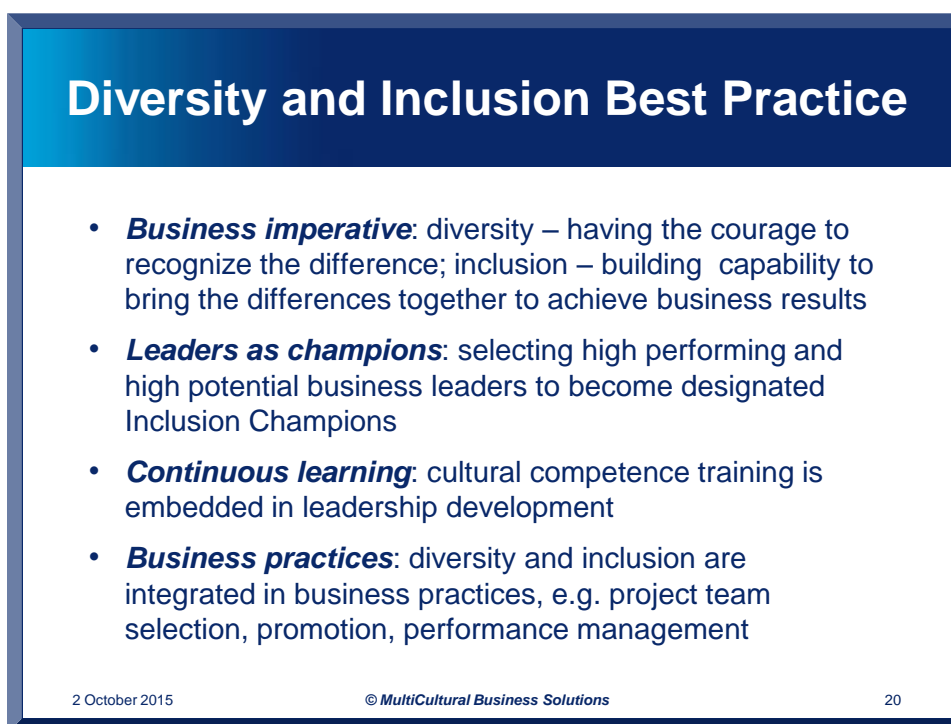 Diversity and Inclusion Best Practice
• Business imperative: diversity – having the courage to
recognize the difference; inclusion – building capability to
bring the differences together to achieve business results
• Leaders as champions: selecting high performing and
high potential business leaders to become designated
Inclusion Champions
• Continuous learning: cultural competence training is
embedded in leadership development
• Business practices: diversity and inclusion are
integrated in business practices, e.g. project team
selection, promotion, performance management
2 October 2015 © MultiCultural Business Solutions 20